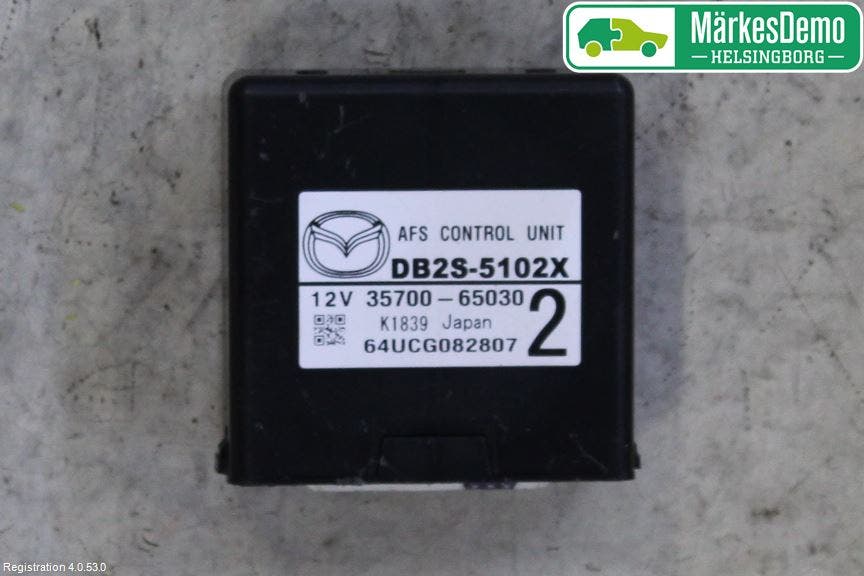 MärkesDemo
HELSINGBORG
AFS CONTROL UNIT
DB2S-5102X
12V 35700-65030
2
K1839 Japan
64UCG082807
Registration 4.0.53.0